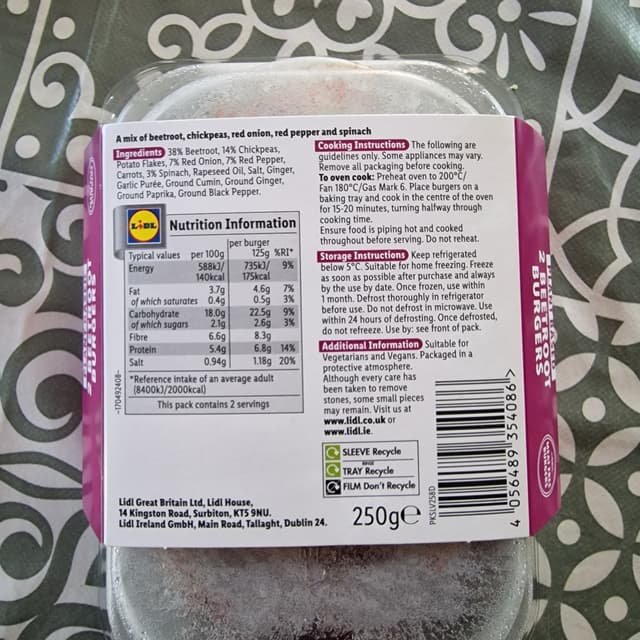 A mix of beetroot, chickpeas, red onion, red pepper and spinach
Ingredients 38% Beetroot, 14% Chickpeas,
Potato Flakes, 7% Red Onion, 7% Red Pepper,
Carrots, 3% Spinach, Rapeseed Oil, Salt, Ginger,
Garlic Purée, Ground Cumin, Ground Ginger,
Ground Paprika, Ground Black Pepper.
LIDL
Nutrition Information
Typical values per 100g per burger 125g %RI*
Energy 588kJ/ 735kJ/ 9%
140kcal 175kcal
Fat 3.7g 4.6g 7%
of which saturates 0.4g 0.5g 3%
Carbohydrate 18.0g 22.5g 9%
of which sugars 2.1g 2.6g 3%
Fibre 6.6g 8.3g
Protein 5.4g 6.8g 14%
Salt 0.94g 1.18g 20%
*Reference intake of an average adult
(8400kJ/2000kcal)
This pack contains 2 servings
-170492408-
Lidl Great Britain Ltd, Lidl House,
14 Kingston Road, Surbiton, KT5 9NU.
Lidl Ireland GmbH, Main Road, Tallaght, Dublin 24.
Cooking Instructions The following are
guidelines only. Some appliances may vary.
Remove all packaging before cooking.
To oven cook: Preheat oven to 200°C/
Fan 180°C/Gas Mark 6. Place burgers on a
baking tray and cook in the centre of the oven
for 15-20 minutes, turning halfway through
cooking time.
Ensure food is piping hot and cooked
throughout before serving. Do not reheat.
Storage Instructions Keep refrigerated
below 5°C. Suitable for home freezing. Freeze
as soon as possible after purchase and always
by the use by date. Once frozen, use within
1 month. Defrost thoroughly in refrigerator
before use. Do not defrost in microwave. Use
within 24 hours of defrosting. Once defrosted,
do not refreeze. Use by: see front of pack.
Additional Information Suitable for
Vegetarians and Vegans. Packaged in a
protective atmosphere.
Although every care has
been taken to remove
stones, some small pieces
may remain. Visit us at
www.lidl.co.uk or
www.lidl.ie.
SLEEVE Recycle
RINSE
TRAY Recycle
FILM Don't Recycle
250g℮
PKSLV258D
4 056489 354086 >
2 BEETROOT
BURGERS